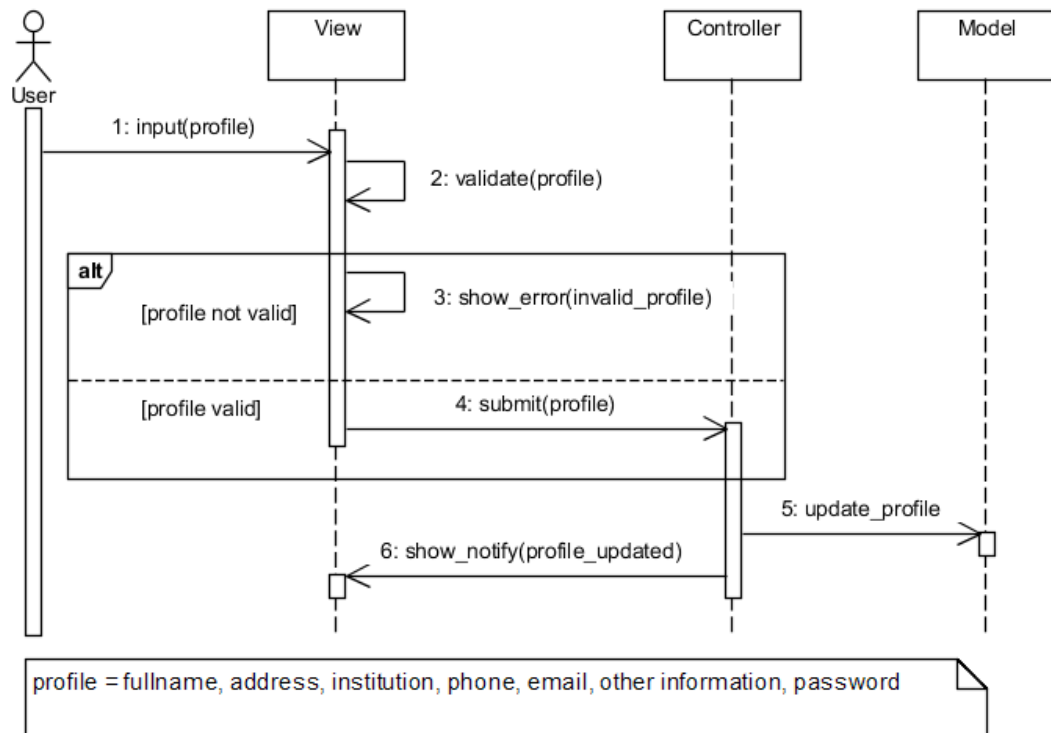 View
Controller
Model
User
1: input(profile)
2: validate(profile)
alt
3: show_error(invalid_profile)
[profile not valid]
[profile valid]
4: submit(profile)
5: update_profile
6: show_notify(profile_updated)
profile = fullname, address, institution, phone, email, other information, password